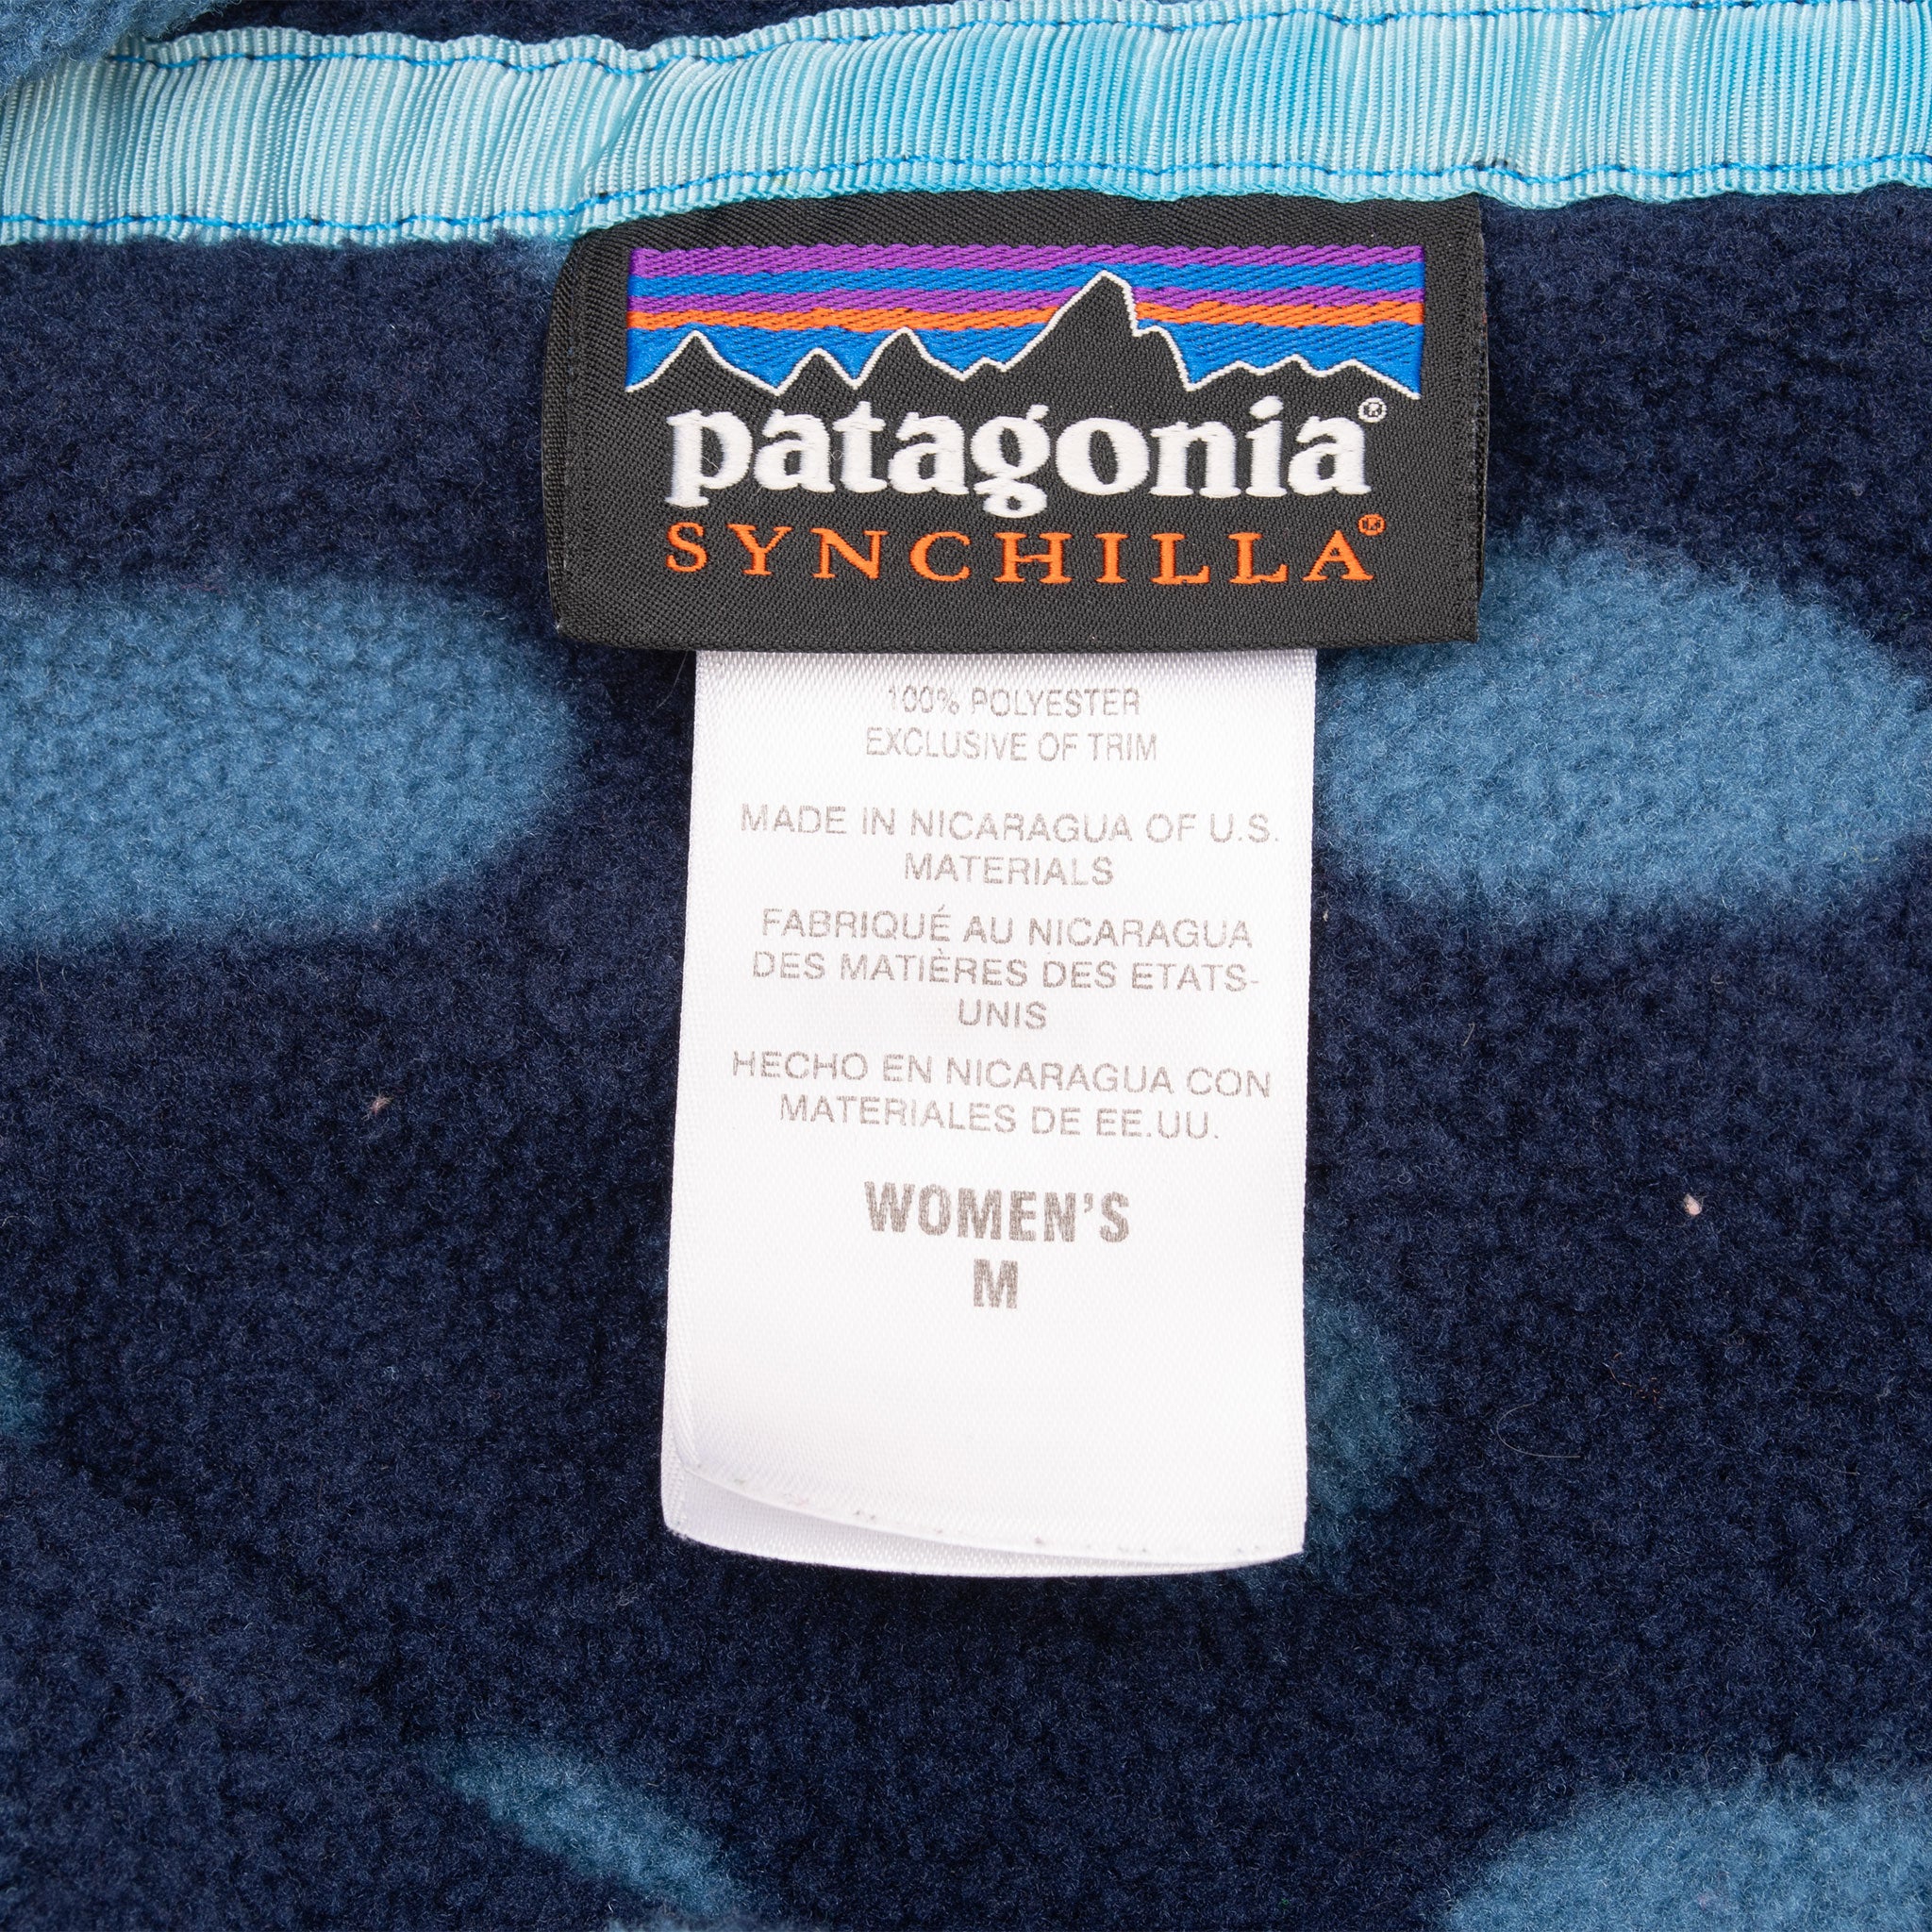 patagonia®
SYNCHILLA®
100% POLYESTER
EXCLUSIVE OF TRIM
MADE IN NICARAGUA OF U.S.
MATERIALS
FABRIQUÉ AU NICARAGUA
DES MATIÈRES DES ETATS-
UNIS
HECHO EN NICARAGUA CON
MATERIALES DE EE.UU.
WOMEN'S
M